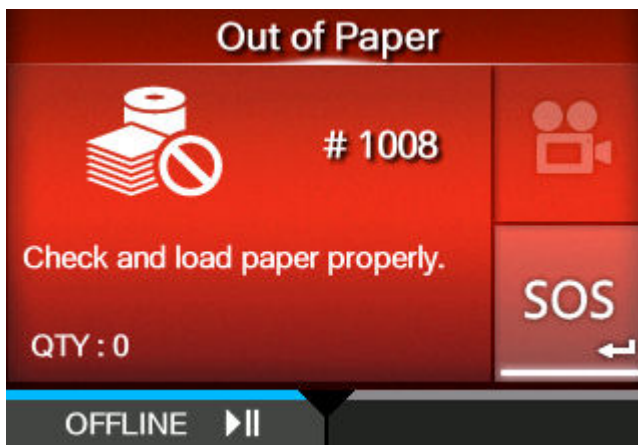 Out of Paper
# 1008
Check and load paper properly.
SOS
QTY : 0
OFFLINE